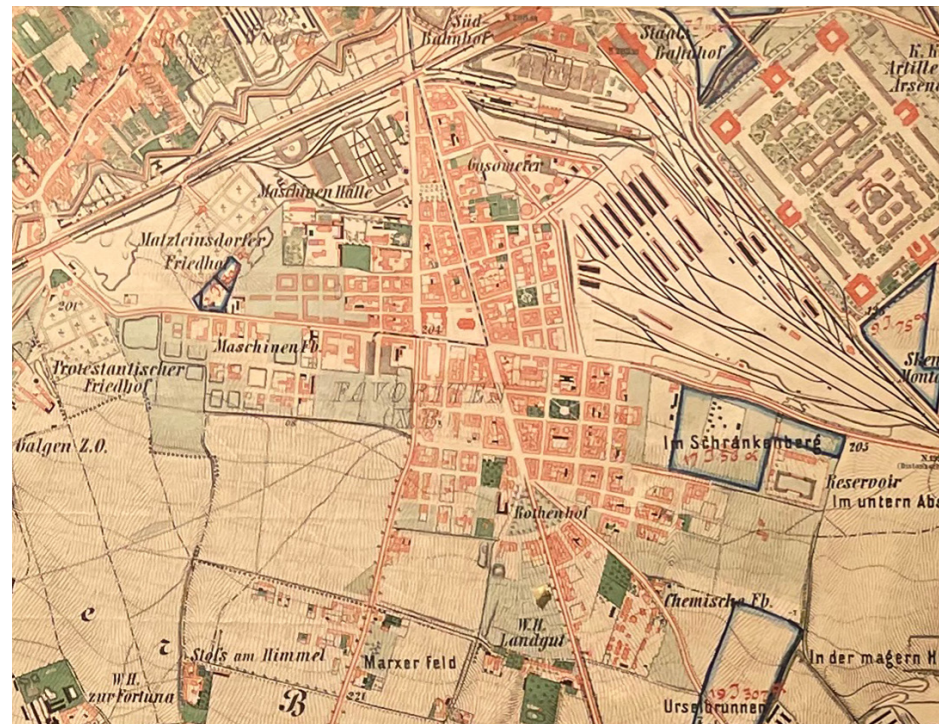 Süd-
Bahnhof
Staats
Bahnhof
K. K.
Artille
Arsena
Gasometer
Maschinen Halle
Matzleinsdorfer
Friedhof
201
204
Maschinen Fb.
Protestantischer
Friedhof
FAVORITEN
X B.
Galgen Z.O.
Im Schrankenberg
203
Reservoir
Im untern Aba
Rothenhof
Chemische Fb.
W.H.
Landgut
e
i
Stoss am Himmel
Marxer feld
In der magern H
W.H.
zur Fortuna
B
221
Urselbrunnen